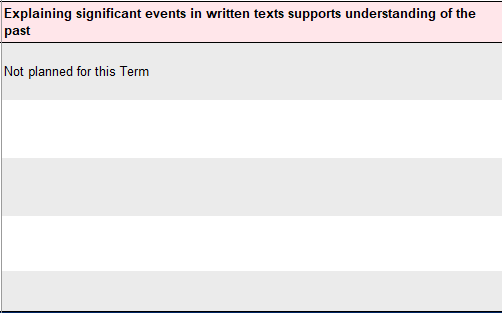 Explaining significant events in written texts supports understanding of the
past
Not planned for this Term